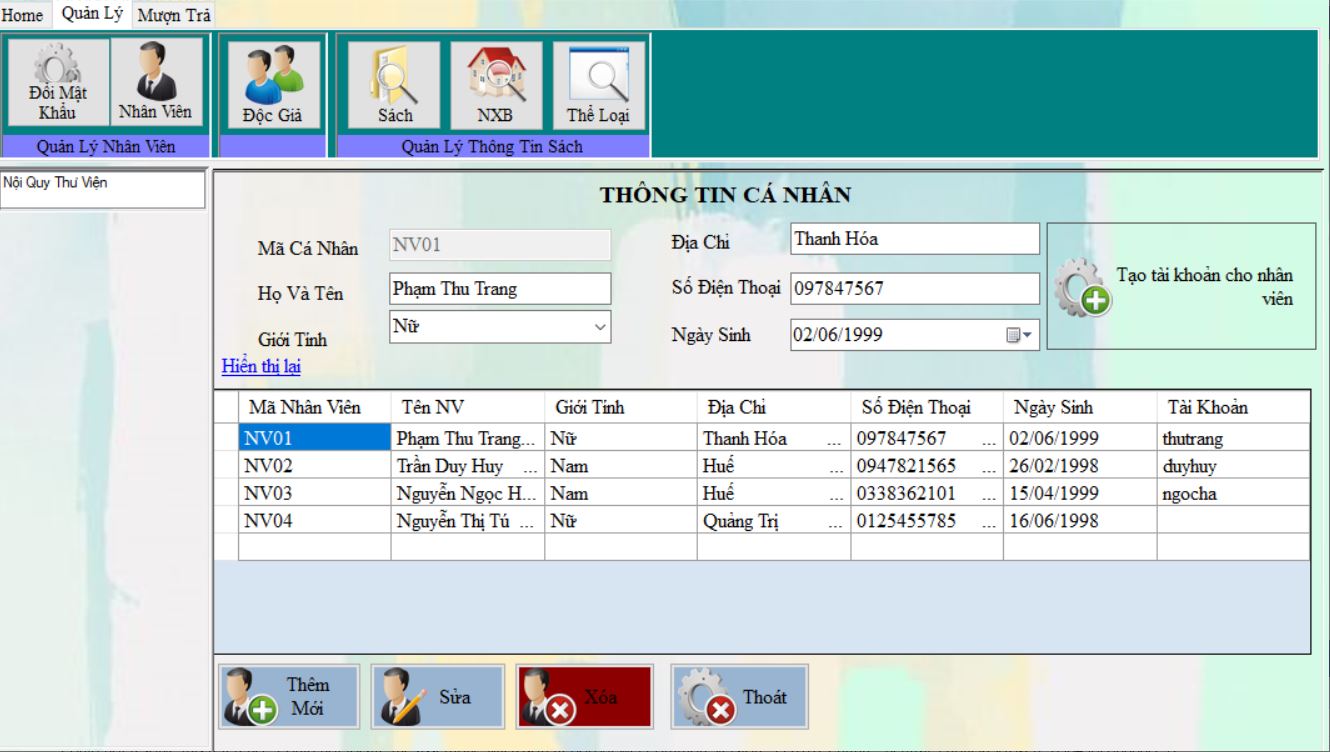 Home Quản Lý Mượn Trả
Đổi Mật
Khẩu
Nhân Viên
Độc Giả
Sách
NXB
Thể Loại
Quản Lý Nhân Viên
Quản Lý Thông Tin Sách
Nội Quy Thư Viện
THÔNG TIN CÁ NHÂN
Mã Cá Nhân NV01
Họ Và Tên Phạm Thu Trang
Giới Tính Nữ
Địa Chỉ Thanh Hóa
Số Điện Thoại 097847567
Ngày Sinh 02/06/1999
Tạo tài khoản cho nhân
viên
Hiển thị lại
Mã Nhân Viên Tên NV Giới Tính Địa Chỉ Số Điện Thoại Ngày Sinh Tài Khoản
NV01 Phạm Thu Trang... Nữ Thanh Hóa ... 097847567 ... 02/06/1999 thutrang
NV02 Trần Duy Huy ... Nam Huế ... 0947821565 ... 26/02/1998 duyhuy
NV03 Nguyễn Ngọc H... Nam Huế ... 0338362101 ... 15/04/1999 ngocha
NV04 Nguyễn Thị Tú ... Nữ Quảng Trị ... 0125455785 ... 16/06/1998
Thêm
Mới
Sửa
Xóa
Thoát